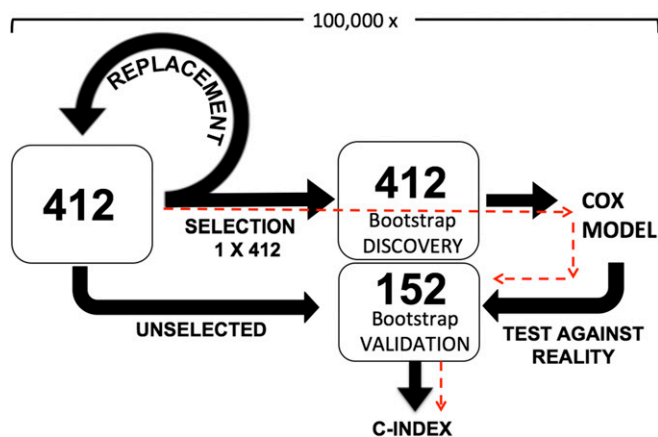 100,000 x
REPLACEMENT
412
SELECTION
1 X 412
412
Bootstrap
DISCOVERY
COX
MODEL
UNSELECTED
152
Bootstrap
VALIDATION
TEST AGAINST
REALITY
C-INDEX